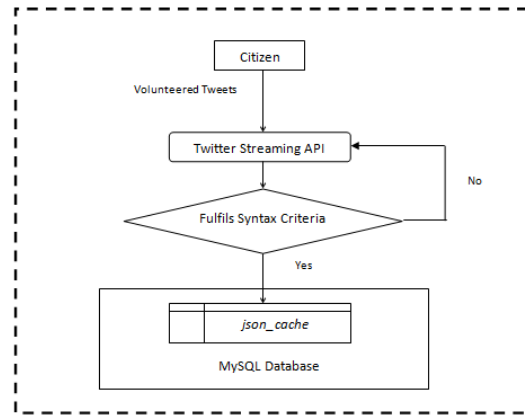 Citizen
Volunteered Tweets
Twitter Streaming API
No
Fulfils Syntax Criteria
Yes
json_cache
MySQL Database